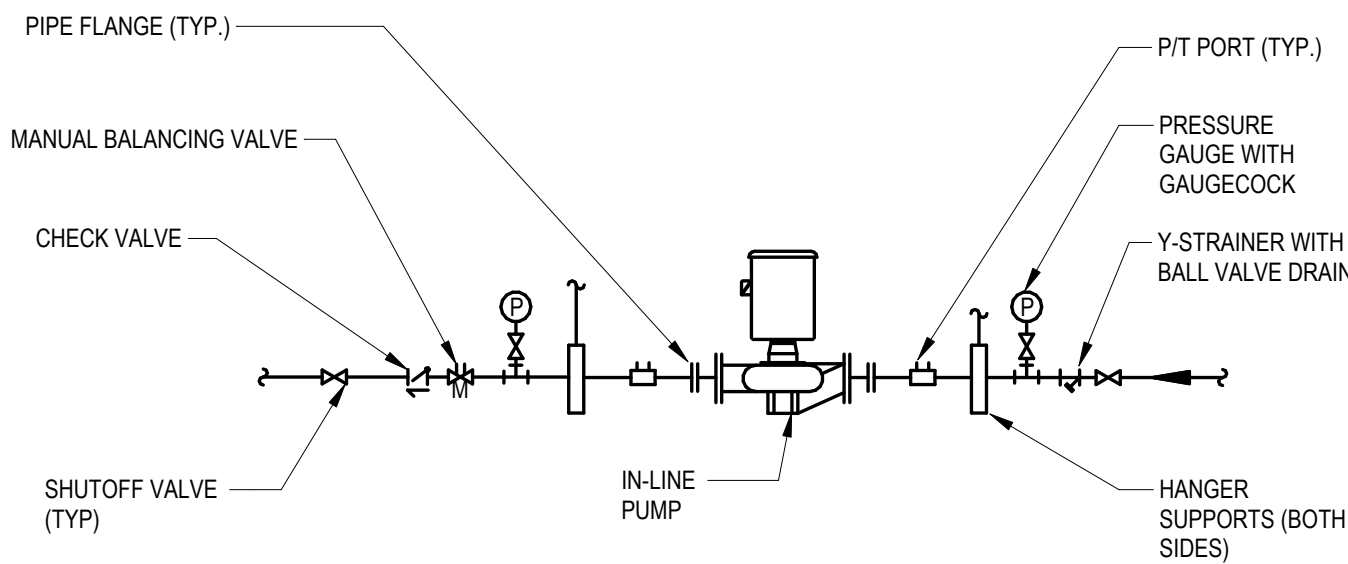 PIPE FLANGE (TYP.)
MANUAL BALANCING VALVE
CHECK VALVE
SHUTOFF VALVE
(TYP)
P
M
IN-LINE
PUMP
P
P/T PORT (TYP.)
PRESSURE
GAUGE WITH
GAUGECOCK
Y-STRAINER WITH
BALL VALVE DRAIN
HANGER
SUPPORTS (BOTH
SIDES)